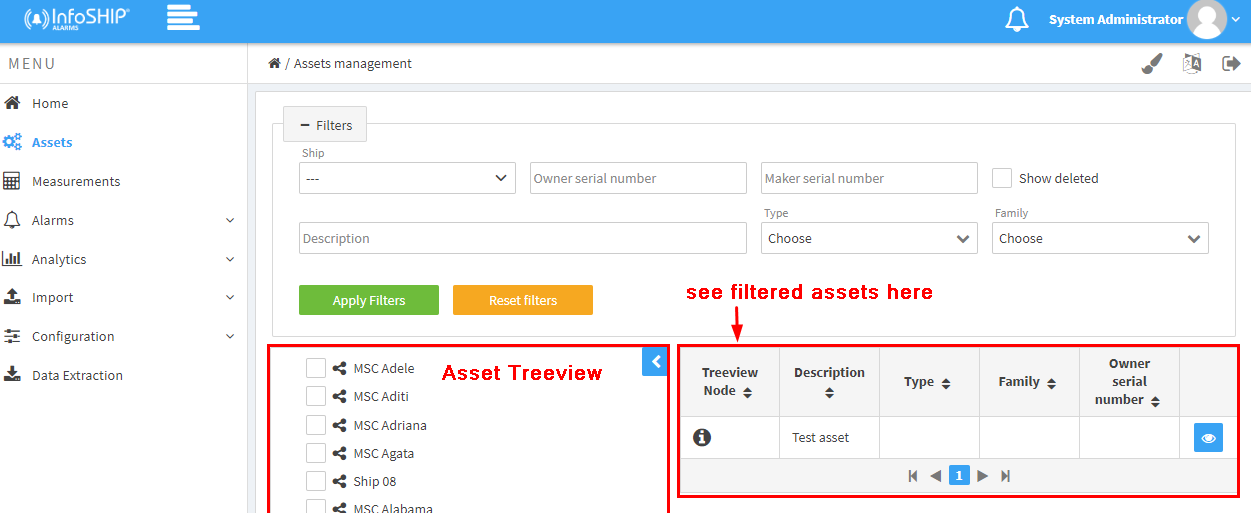 InfoSHIP®
ALARMS
System Administrator
MENU
/ Assets management
Home
Assets
Measurements
Alarms
Analytics
Import
Configuration
Data Extraction
− Filters
Ship
---
Owner serial number
Maker serial number
Show deleted
Description
Type
Choose
Family
Choose
Apply Filters
Reset filters
see filtered assets here
Asset Treeview
MSC Adele
MSC Aditi
MSC Adriana
MSC Agata
Ship 08
MSC Alabama
Treeview
Node
Description
Type
Family
Owner
serial
number
Test asset
1